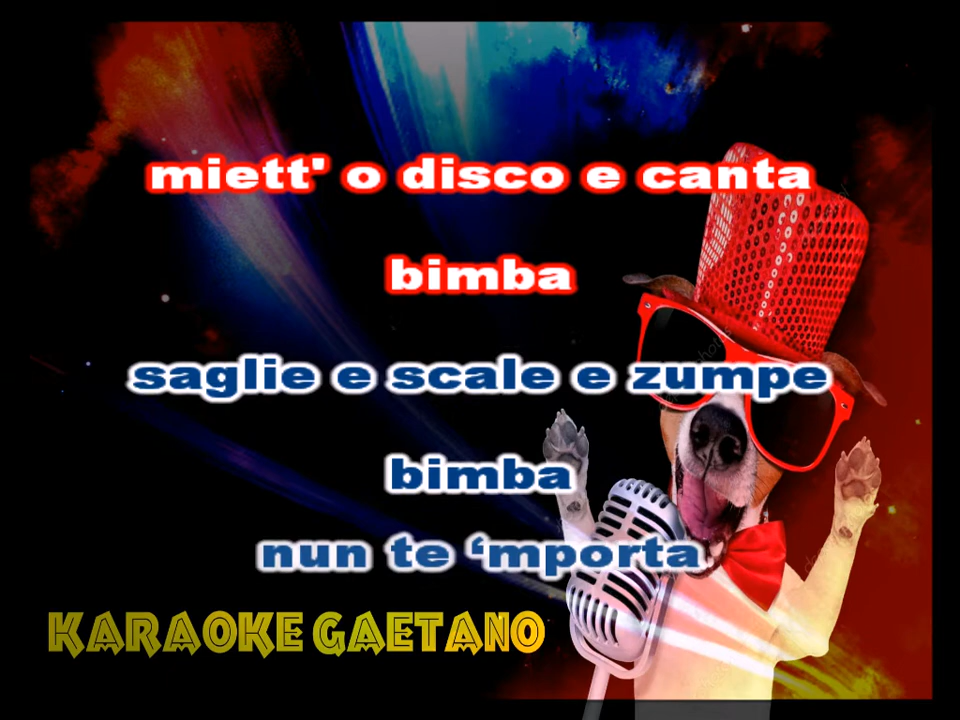 miett' o disco e canta
bimba
saglie e scale e zumpe
bimba
nun te ‘mporta
KARAOKE GAETANO